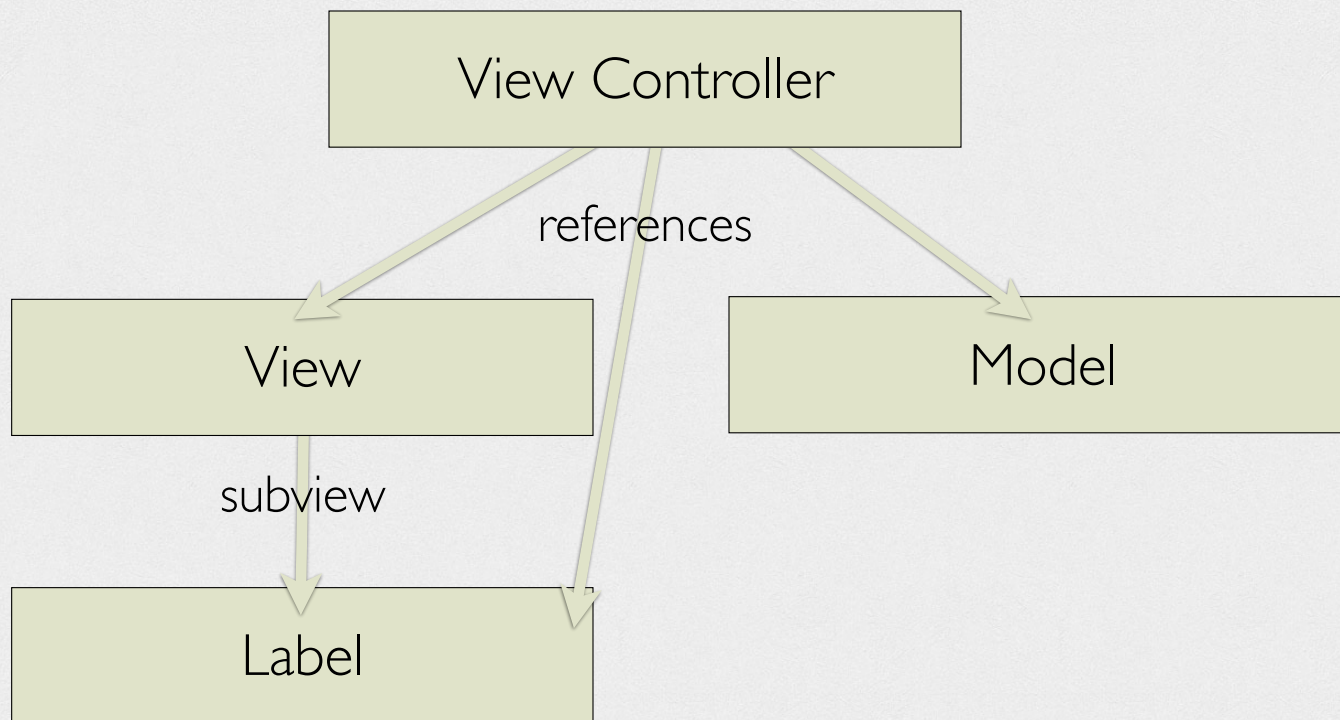 View Controller
references
View
Model
subview
Label